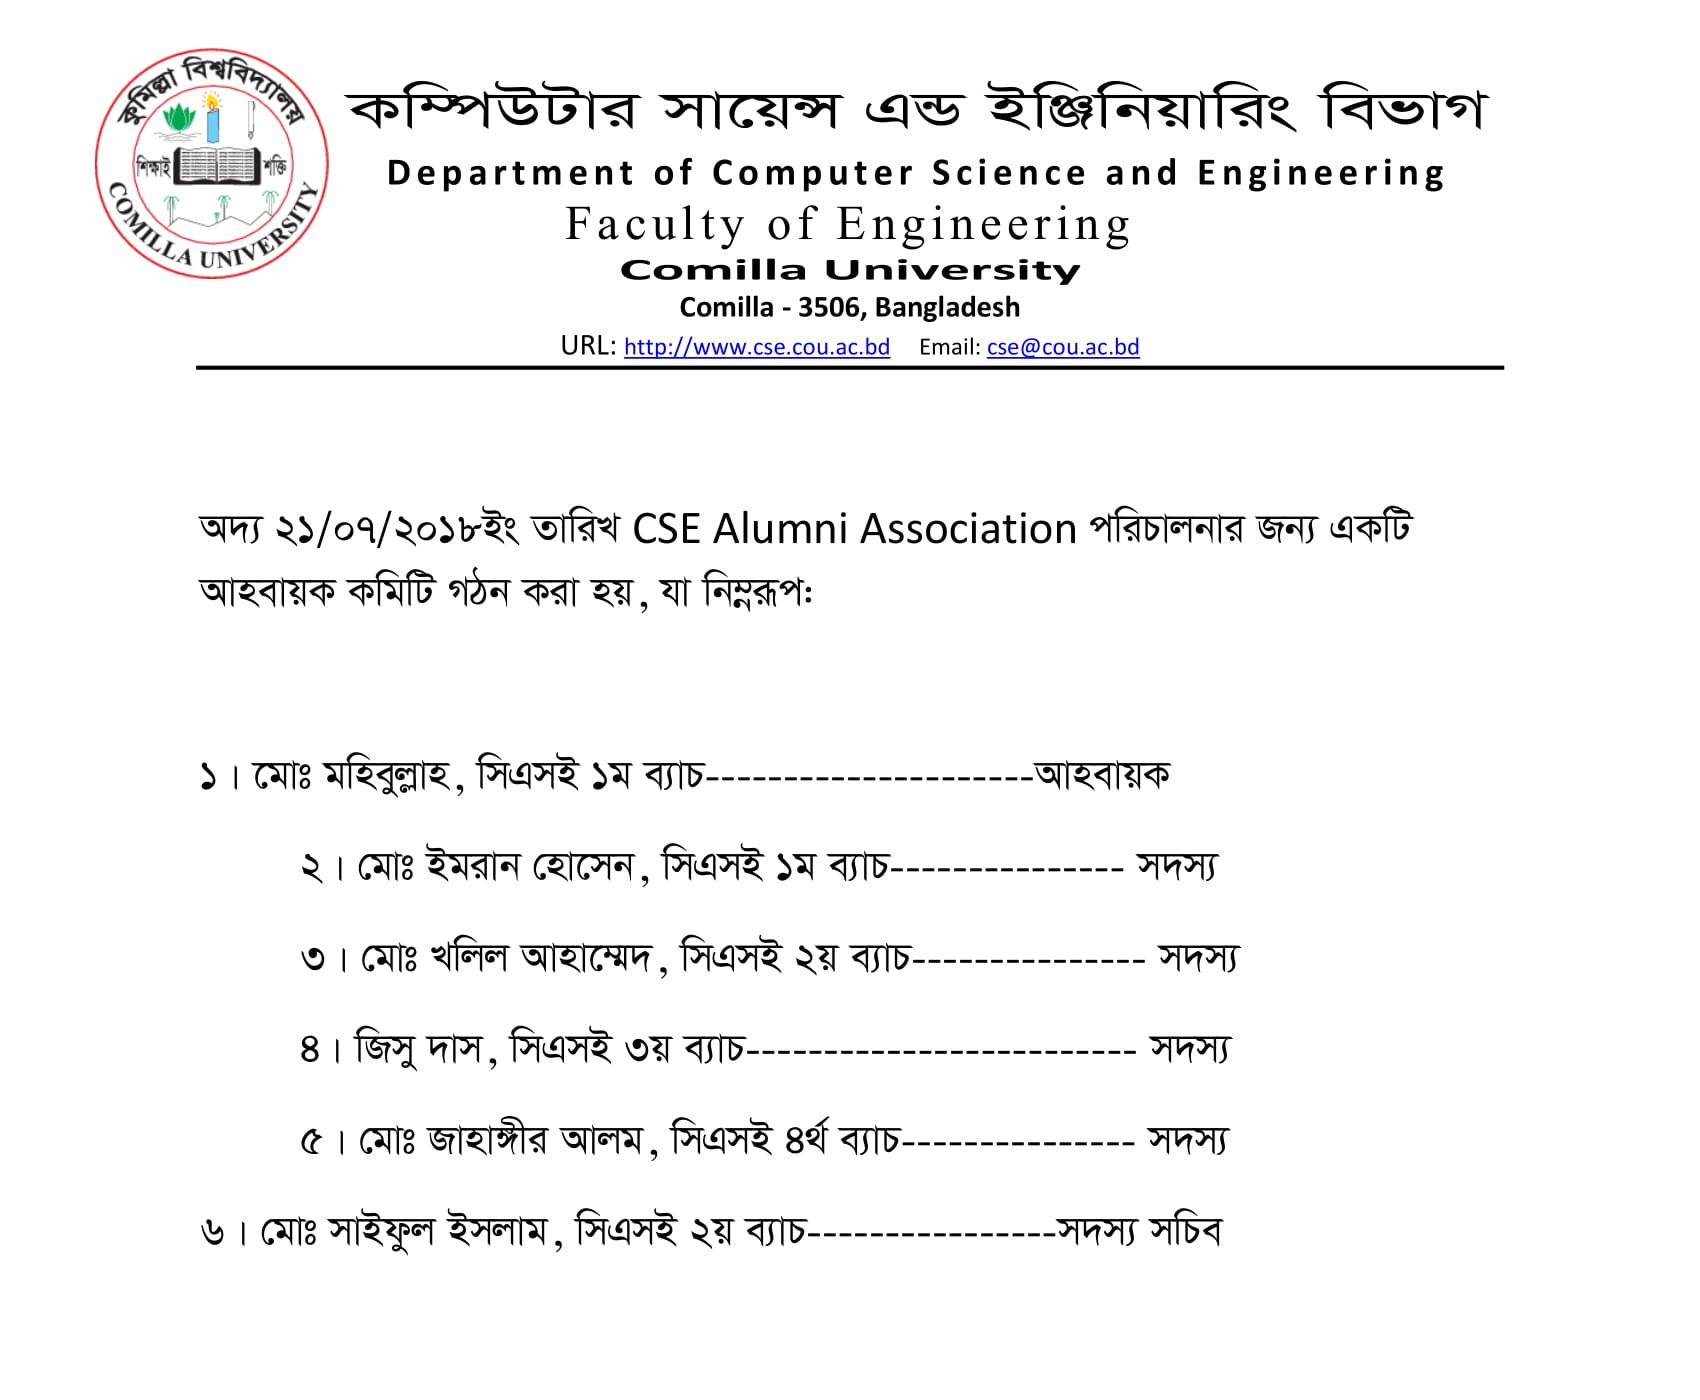 কুমিল্লা বিশ্ববিদ্যালয়
শিক্ষাই শক্তি
COMILLA UNIVERSITY
কম্পিউটার সায়েন্স এন্ড ইঞ্জিনিয়ারিং বিভাগ
Department of Computer Science and Engineering
Faculty of Engineering
Comilla University
Comilla - 3506, Bangladesh
URL: http://www.cse.cou.ac.bd Email: cse@cou.ac.bd
অদ্য ২১/০৭/২০১৮ইং তারিখ CSE Alumni Association পরিচালনার জন্য একটি
আহবায়ক কমিটি গঠন করা হয়, যা নিম্নরূপঃ
১। মোঃ মহিবুল্লাহ, সিএসই ১ম ব্যাচ---------------------আহবায়ক
২। মোঃ ইমরান হোসেন, সিএসই ১ম ব্যাচ--------------- সদস্য
৩। মোঃ খলিল আহাম্মেদ, সিএসই ২য় ব্যাচ--------------- সদস্য
৪। জিসু দাস, সিএসই ৩য় ব্যাচ------------------------- সদস্য
৫। মোঃ জাহাঙ্গীর আলম, সিএসই ৪র্থ ব্যাচ--------------- সদস্য
৬। মোঃ সাইফুল ইসলাম, সিএসই ২য় ব্যাচ----------------সদস্য সচিব